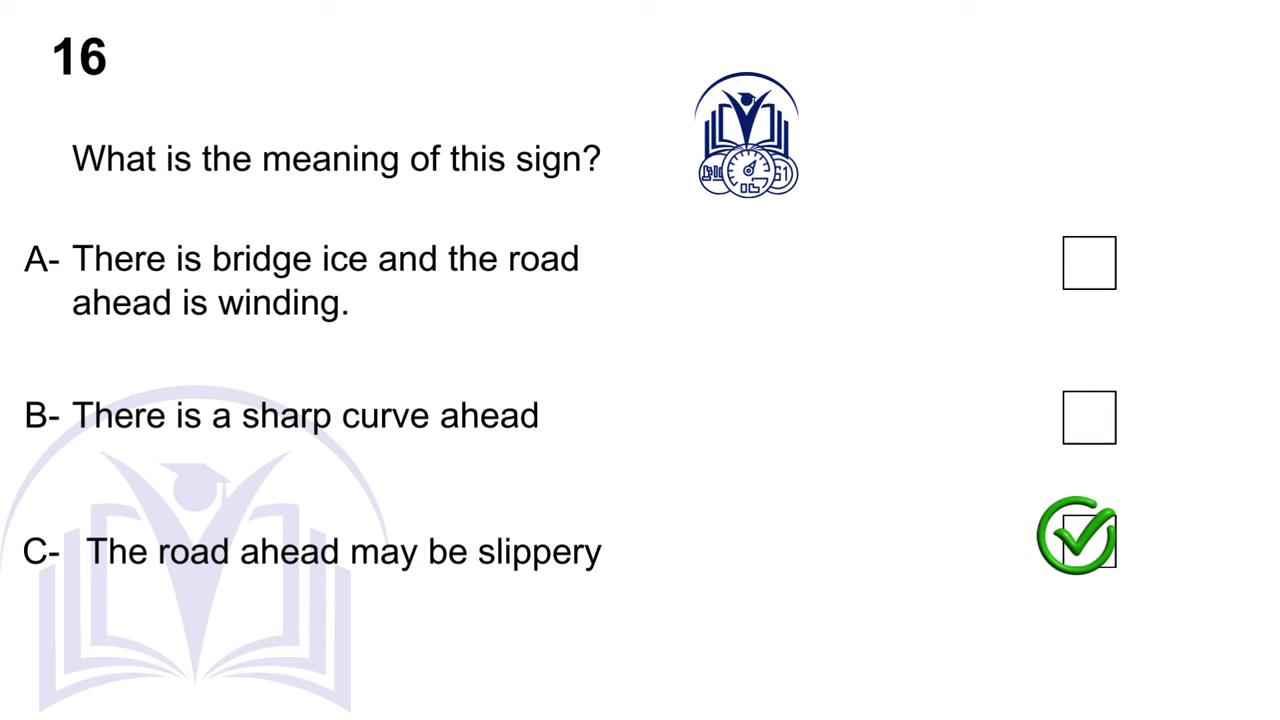 16
What is the meaning of this sign?
A- There is bridge ice and the road
ahead is winding.
B- There is a sharp curve ahead
C- The road ahead may be slippery